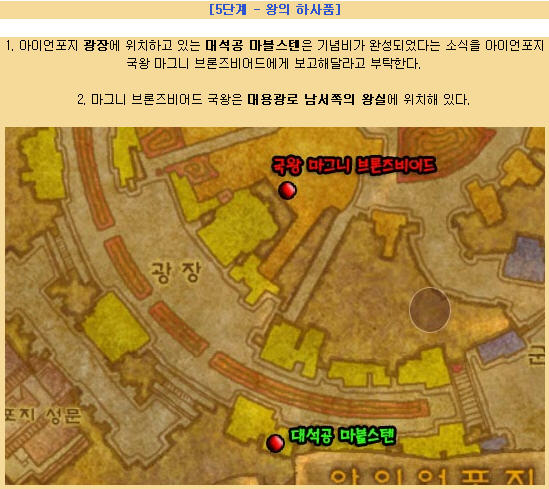 [5단계 - 왕의 하사품]
1. 아이언포지 광장에 위치하고 있는 대석공 마블스텐은 기념비가 완성되었다는 소식을 아이언포지
국왕 마그니 브론즈비어드에게 보고해달라고 부탁한다.
2. 마그니 브론즈비어드 국왕은 대용광로 남서쪽의 왕실에 위치해 있다.
국왕 마그니 브론즈비어드
광 장
군
포지 성문
대석공 마블스텐
아이언포지